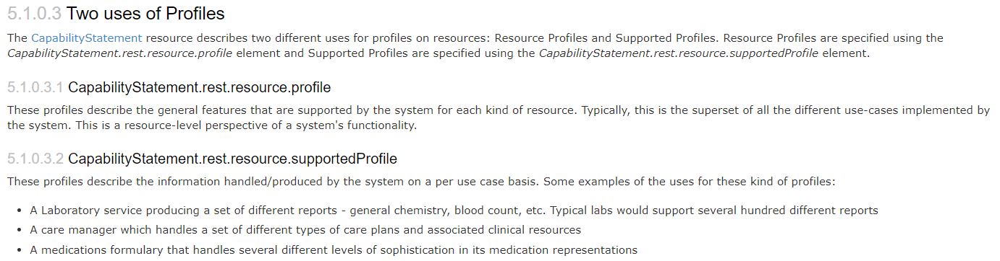 5.1.0.3 Two uses of Profiles
The CapabilityStatement resource describes two different uses for profiles on resources: Resource Profiles and Supported Profiles. Resource Profiles are specified using the
CapabilityStatement.rest.resource.profile element and Supported Profiles are specified using the CapabilityStatement.rest.resource.supportedProfile element.
5.1.0.3.1 CapabilityStatement.rest.resource.profile
These profiles describe the general features that are supported by the system for each kind of resource. Typically, this is the superset of all the different use-cases implemented by
the system. This is a resource-level perspective of a system's functionality.
5.1.0.3.2 CapabilityStatement.rest.resource.supportedProfile
These profiles describe the information handled/produced by the system on a per use case basis. Some examples of the uses for these kind of profiles:
• A Laboratory service producing a set of different reports - general chemistry, blood count, etc. Typical labs would support several hundred different reports
• A care manager which handles a set of different types of care plans and associated clinical resources
• A medications formulary that handles several different levels of sophistication in its medication representations